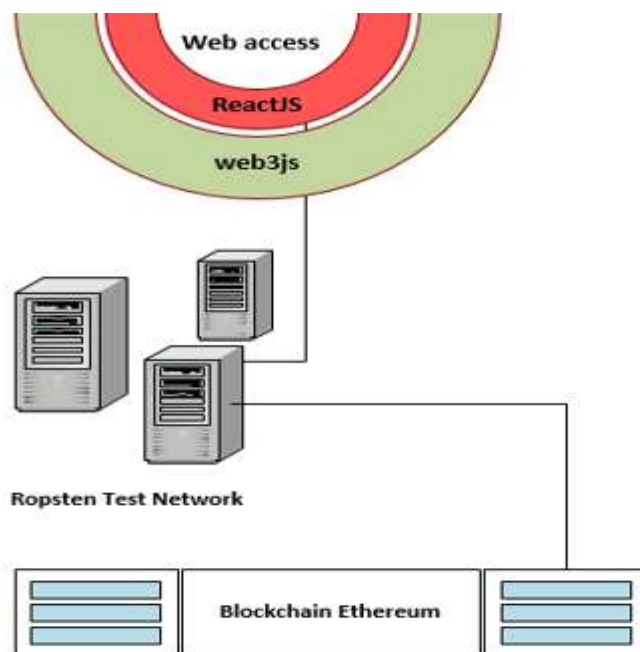 Web access
ReactJS
web3js
Ropsten Test Network
Blockchain Ethereum